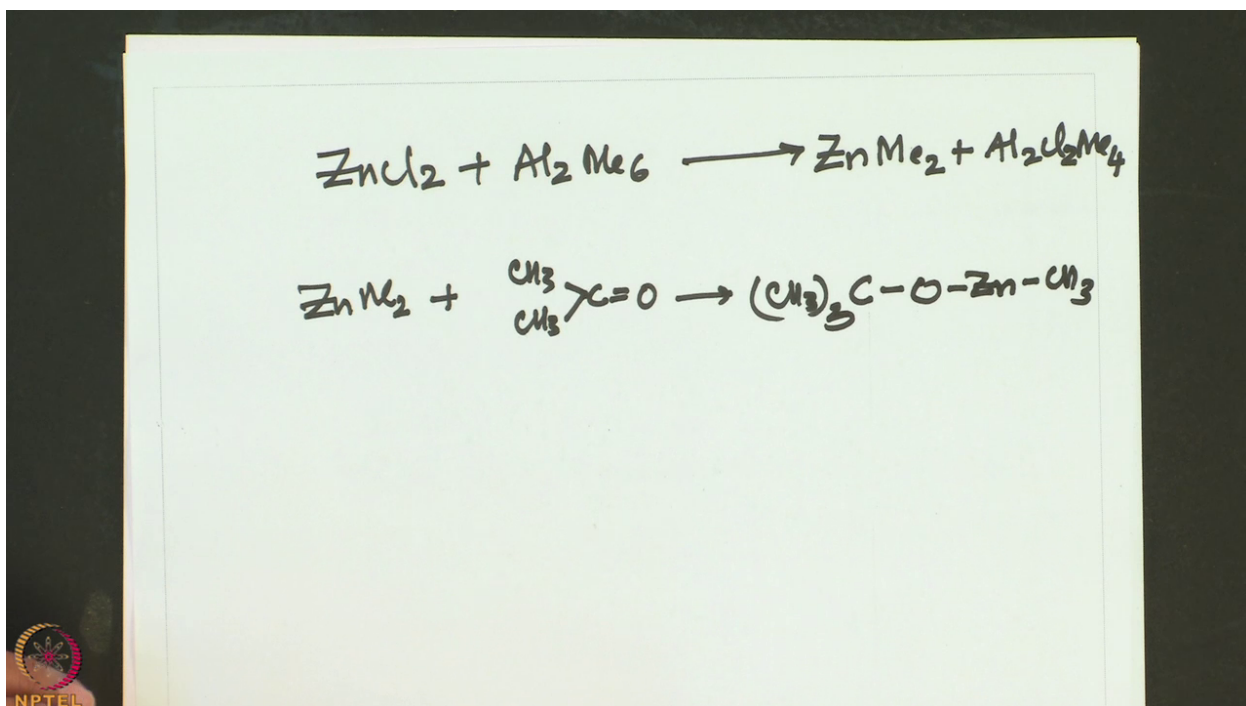 ZnCl₂ + Al₂Me₆ ⟶ ZnMe₂ + Al₂Cl₂Me₄
ZnMe₂ + CH₃ CH₃ >C=O ⟶ (CH₃)₃C-O-Zn-CH₃
NPTEL